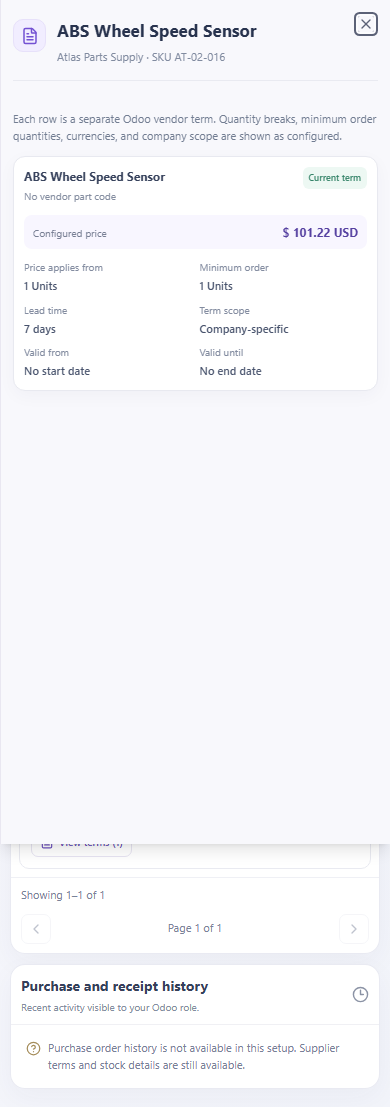 ABS Wheel Speed Sensor
Atlas Parts Supply · SKU AT-02-016
Each row is a separate Odoo vendor term. Quantity breaks, minimum order
quantities, currencies, and company scope are shown as configured.
ABS Wheel Speed Sensor
Current term
No vendor part code
Configured price
$ 101.22 USD
Price applies from
Minimum order
1 Units
1 Units
Lead time
Term scope
7 days
Company-specific
Valid from
Valid until
No start date
No end date
View terms (1)
Showing 1–1 of 1
Page 1 of 1
Purchase and receipt history
Recent activity visible to your Odoo role.
Purchase order history is not available in this setup. Supplier
terms and stock details are still available.